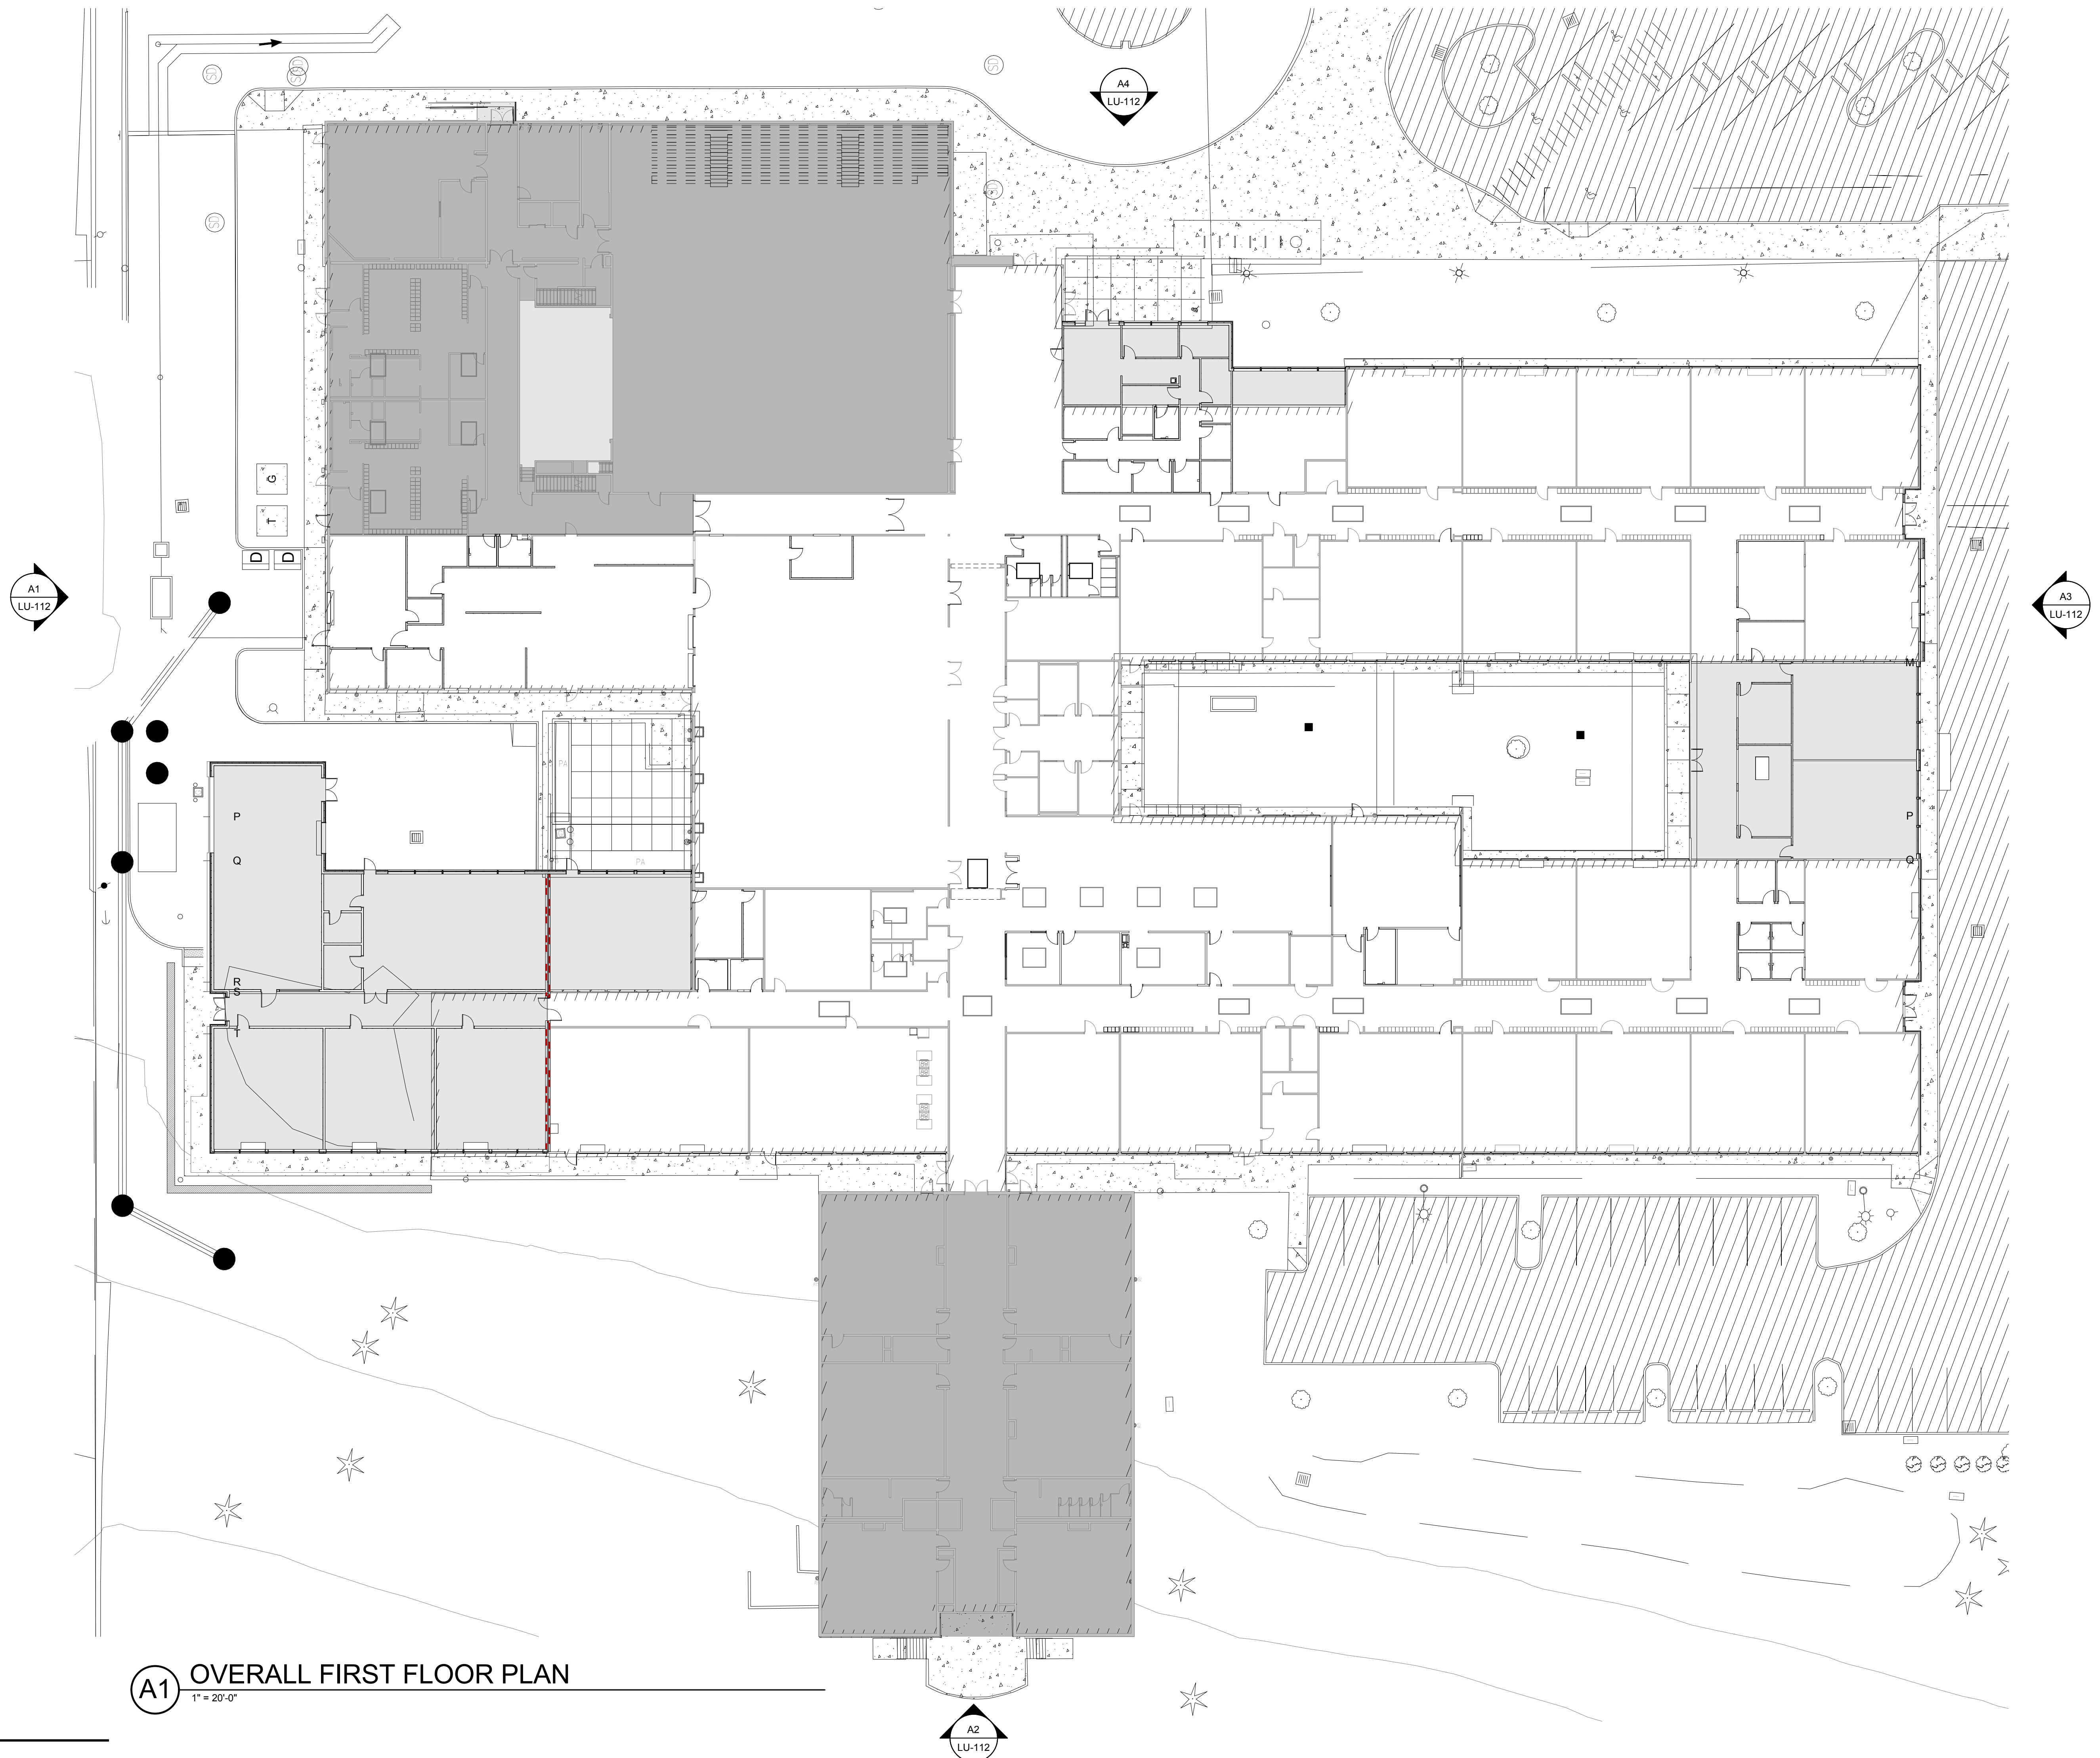 A4
LU-112
A1
LU-112
A3
LU-112
G
T
D D
M
P
Q
P
Q
R
S
T
PA
PA
A1
OVERALL FIRST FLOOR PLAN
1" = 20'-0"
A2
LU-112